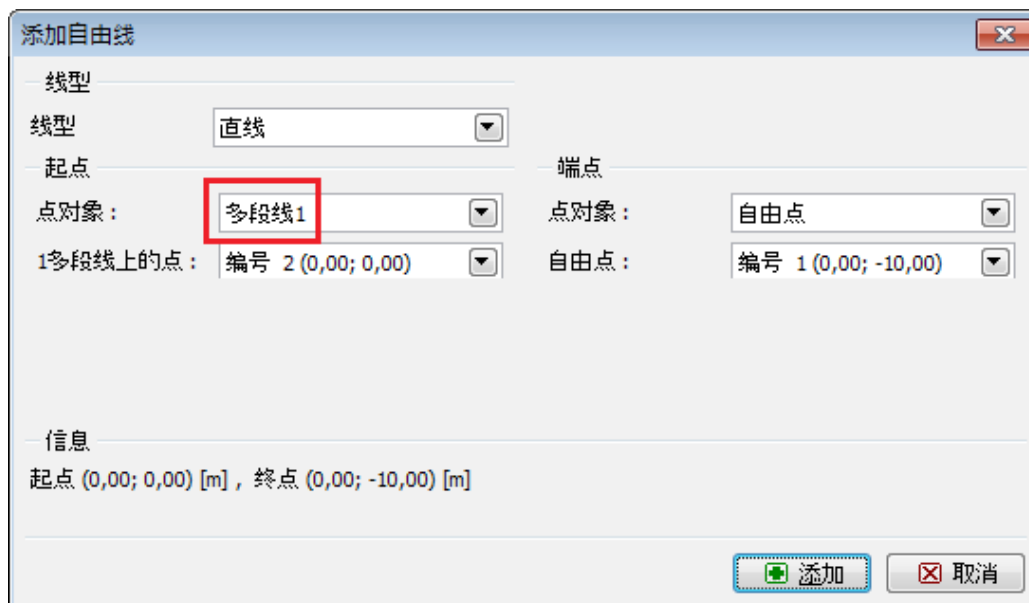 添加自由线
线型
线型 直线
起点 端点
点对象： 多段线1 点对象： 自由点
1多段线上的点： 编号 2 (0,00; 0,00) 自由点： 编号 1 (0,00; -10,00)
信息
起点 (0,00; 0,00) [m] , 终点 (0,00; -10,00) [m]
添加 取消